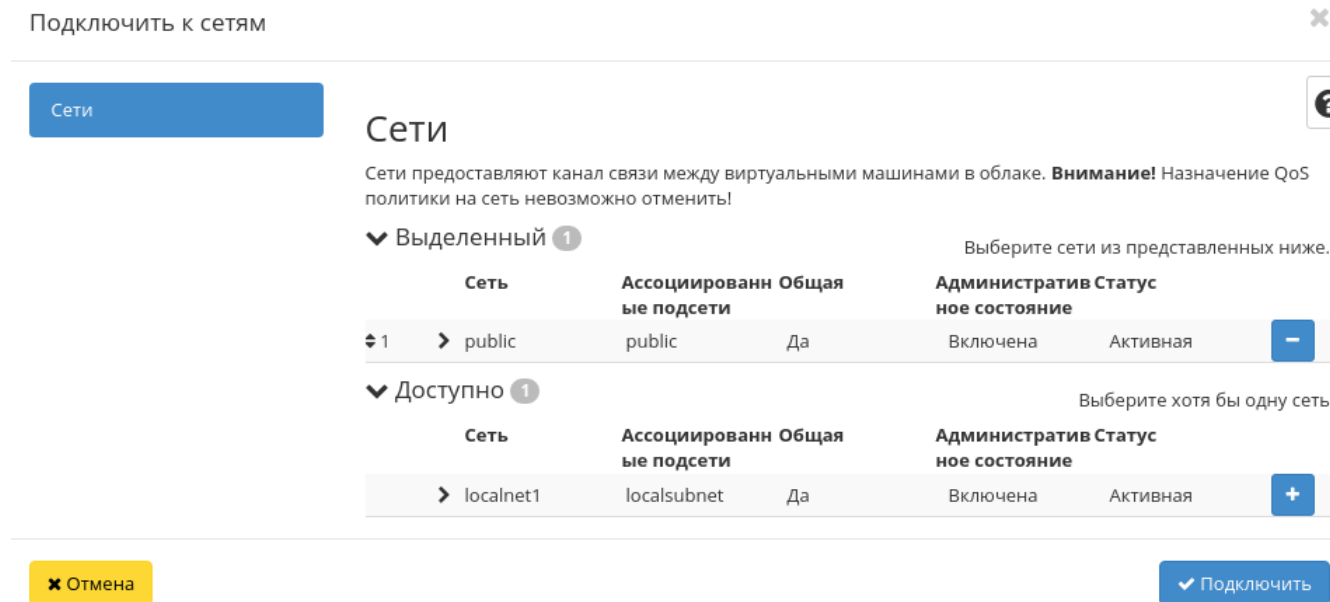 Подключить к сетям
Сети
Сети
Сети предоставляют канал связи между виртуальными машинами в облаке. Внимание! Назначение QoS
политики на сеть невозможно отменить!
Выделенный 1
Выберите сети из представленных ниже.
Сеть Ассоциированн Общая Административ Статус
ые подсети ное состояние
1 public public Да Включена Активная
Доступно 1
Выберите хотя бы одну сеть
Сеть Ассоциированн Общая Административ Статус
ые подсети ное состояние
localnet1 localsubnet Да Включена Активная
Отмена Подключить